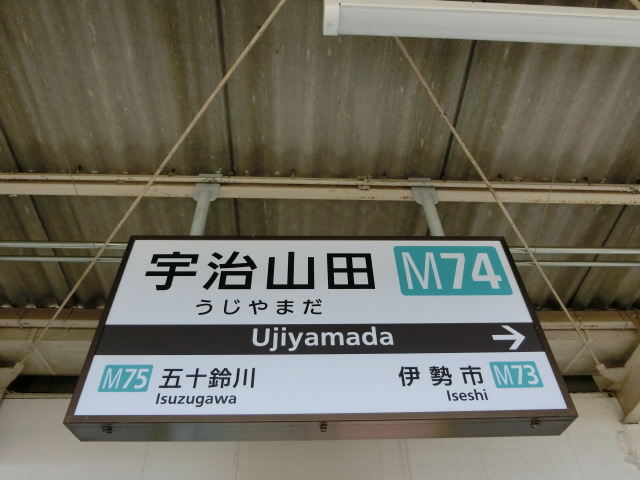 宇治山田 M74
うじやまだ
Ujiyamada
M75 五十鈴川 伊勢市 M73
Isuzugawa Iseshi